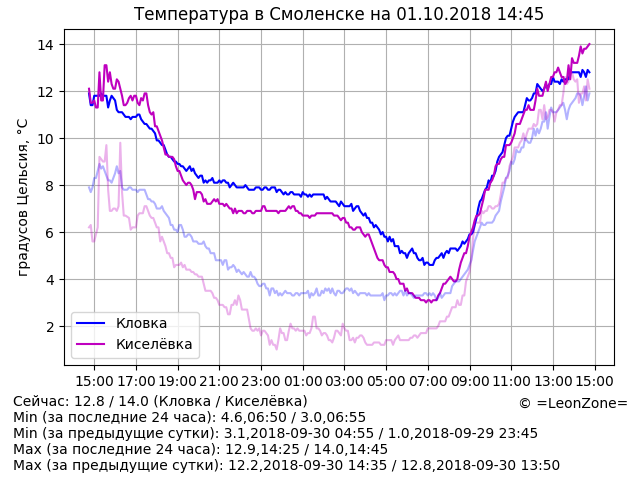 Температура в Смоленске на 01.10.2018 14:45
градусов Цельсия, °C
14
12
10
8
6
4
2
Кловка
Киселёвка
15:00 17:00 19:00 21:00 23:00 01:00 03:00 05:00 07:00 09:00 11:00 13:00 15:00
Сейчас: 12.8 / 14.0 (Кловка / Киселёвка)
© =LeonZone=
Min (за последние 24 часа): 4.6,06:50 / 3.0,06:55
Min (за предыдущие сутки): 3.1,2018-09-30 04:55 / 1.0,2018-09-29 23:45
Max (за последние 24 часа): 12.9,14:25 / 14.0,14:45
Max (за предыдущие сутки): 12.2,2018-09-30 14:35 / 12.8,2018-09-30 13:50